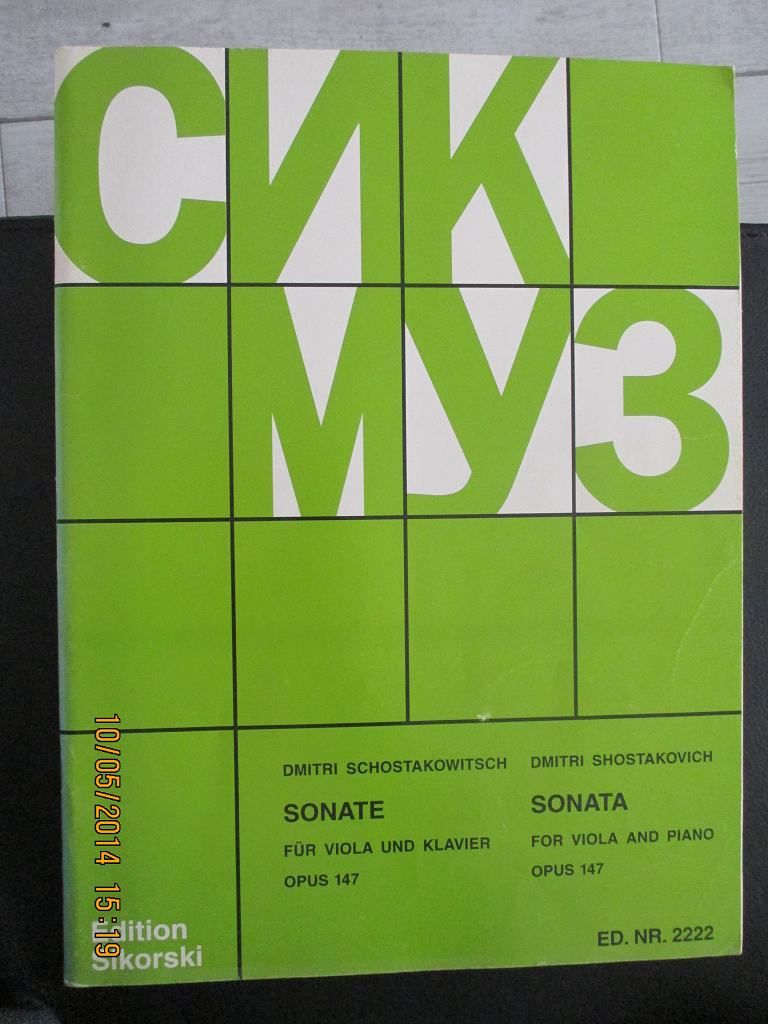 СИК
МУЗ
DMITRI SCHOSTAKOWITSCH
SONATE
FÜR VIOLA UND KLAVIER
OPUS 147
DMITRI SHOSTAKOVICH
SONATA
FOR VIOLA AND PIANO
OPUS 147
Edition
Sikorski
ED. NR. 2222
10/05/2014 15:19